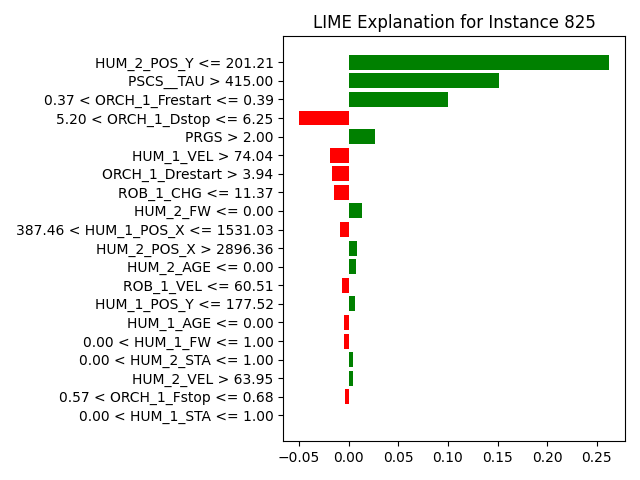 LIME Explanation for Instance 825
HUM_2_POS_Y <= 201.21
PSCS__TAU > 415.00
0.37 < ORCH_1_Frestart <= 0.39
5.20 < ORCH_1_Dstop <= 6.25
PRGS > 2.00
HUM_1_VEL > 74.04
ORCH_1_Drestart > 3.94
ROB_1_CHG <= 11.37
HUM_2_FW <= 0.00
387.46 < HUM_1_POS_X <= 1531.03
HUM_2_POS_X > 2896.36
HUM_2_AGE <= 0.00
ROB_1_VEL <= 60.51
HUM_1_POS_Y <= 177.52
HUM_1_AGE <= 0.00
0.00 < HUM_1_FW <= 1.00
0.00 < HUM_2_STA <= 1.00
HUM_2_VEL > 63.95
0.57 < ORCH_1_Fstop <= 0.68
0.00 < HUM_1_STA <= 1.00
−0.05 0.00 0.05 0.10 0.15 0.20 0.25